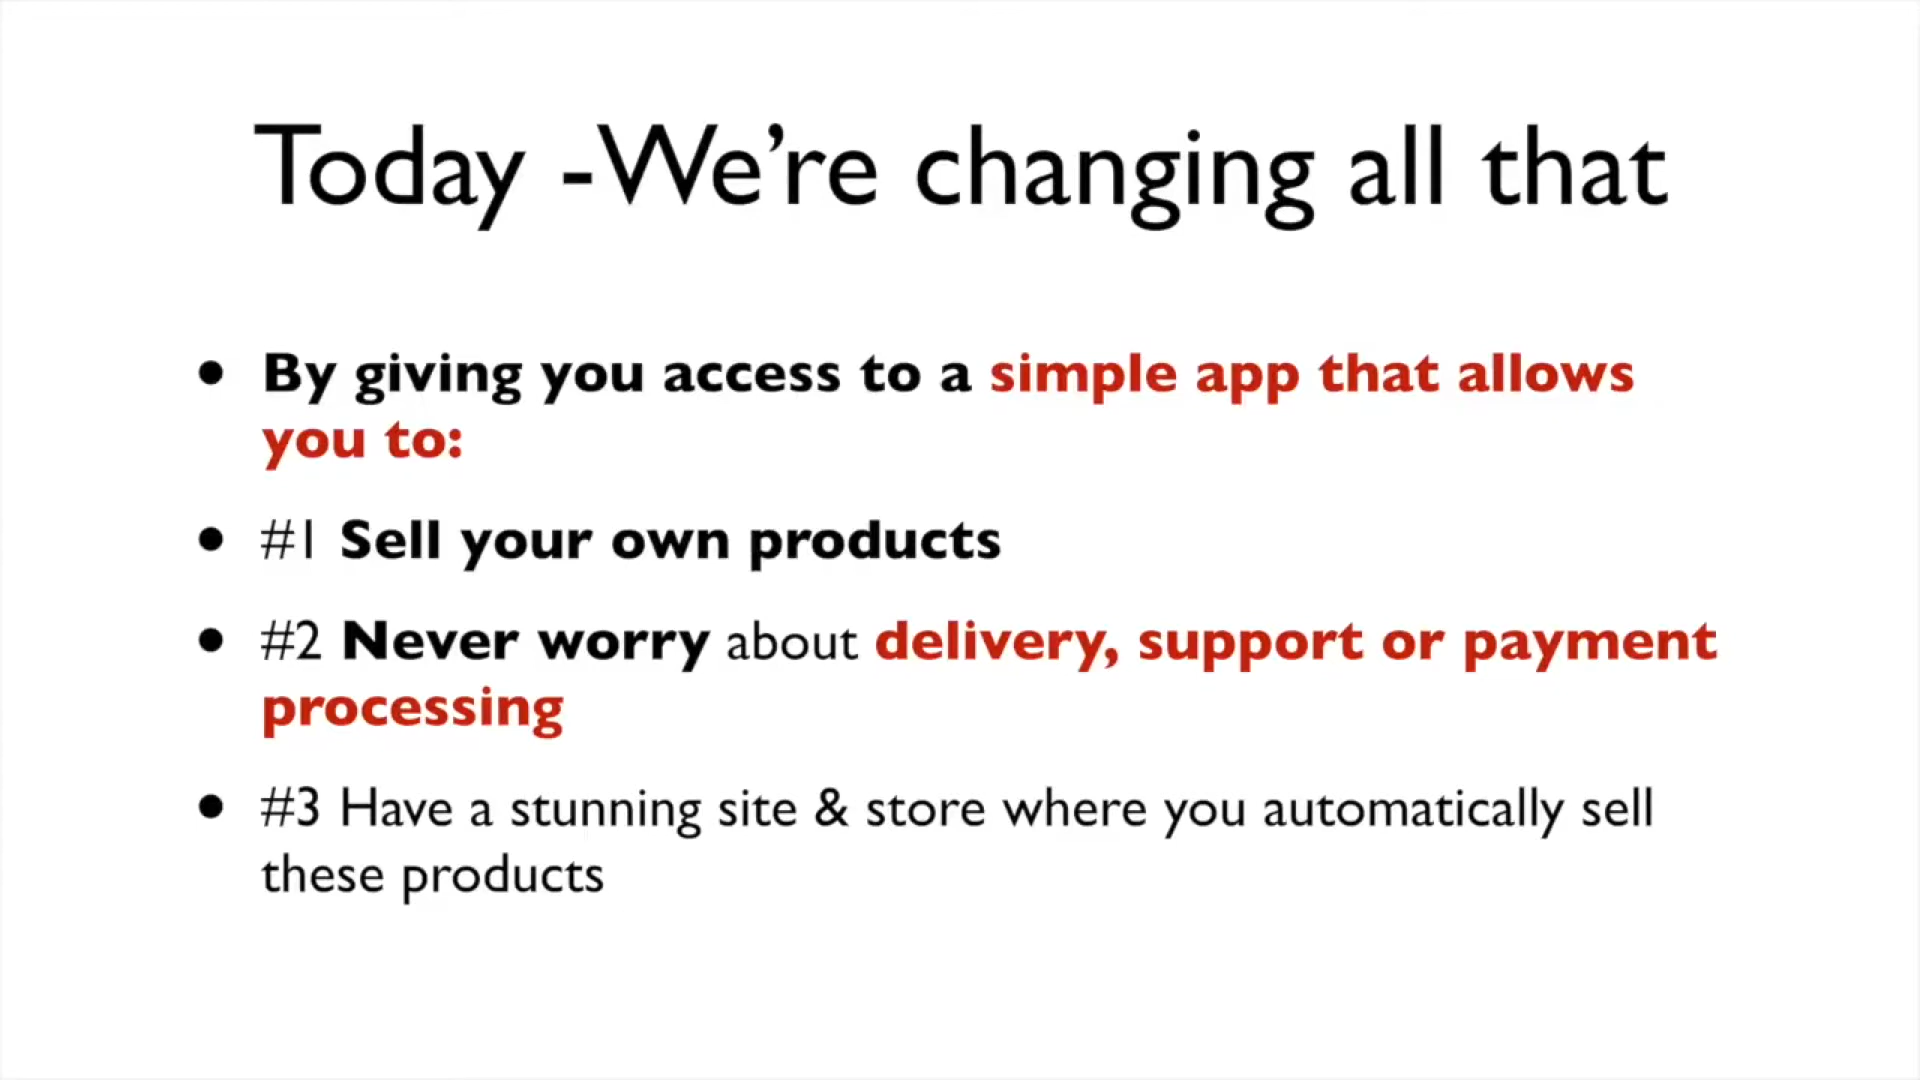 Today -We're changing all that
• By giving you access to a simple app that allows
you to:
• #1 Sell your own products
• #2 Never worry about delivery, support or payment
processing
• #3 Have a stunning site & store where you automatically sell
these products